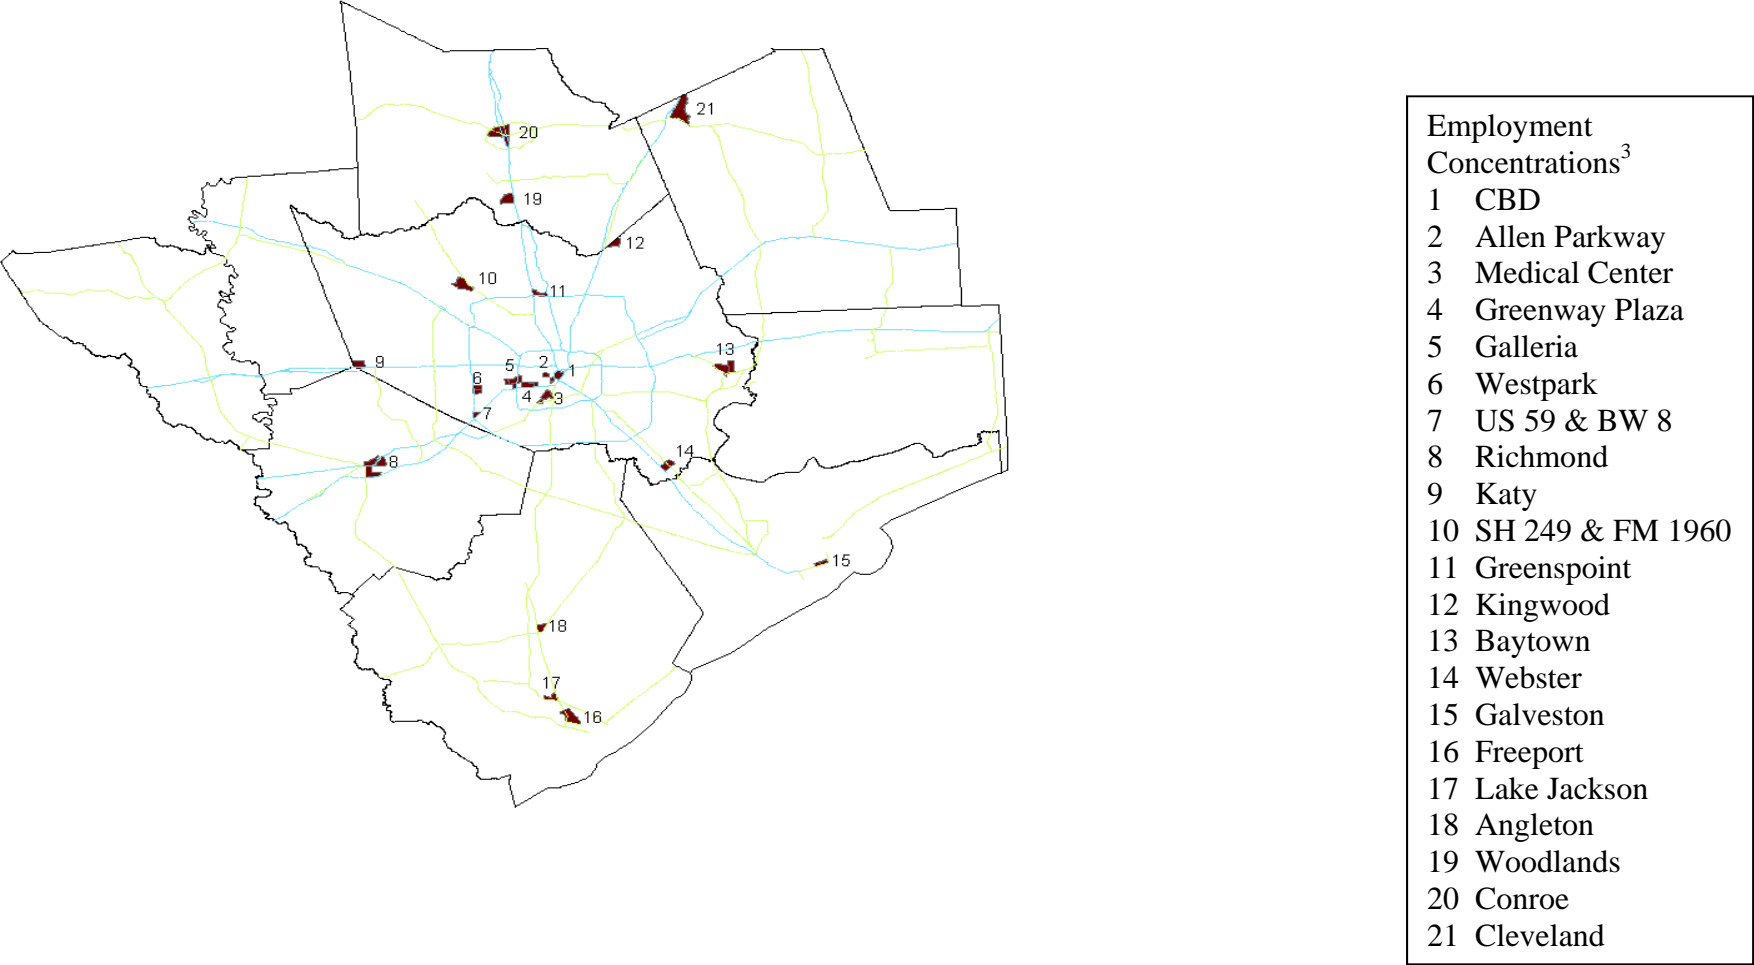 21
20
19
12
10
11
9
13
2
5
1
6
4
3
7
14
8
15
18
17
16
Employment
Concentrations³
1 CBD
2 Allen Parkway
3 Medical Center
4 Greenway Plaza
5 Galleria
6 Westpark
7 US 59 & BW 8
8 Richmond
9 Katy
10 SH 249 & FM 1960
11 Greenspoint
12 Kingwood
13 Baytown
14 Webster
15 Galveston
16 Freeport
17 Lake Jackson
18 Angleton
19 Woodlands
20 Conroe
21 Cleveland